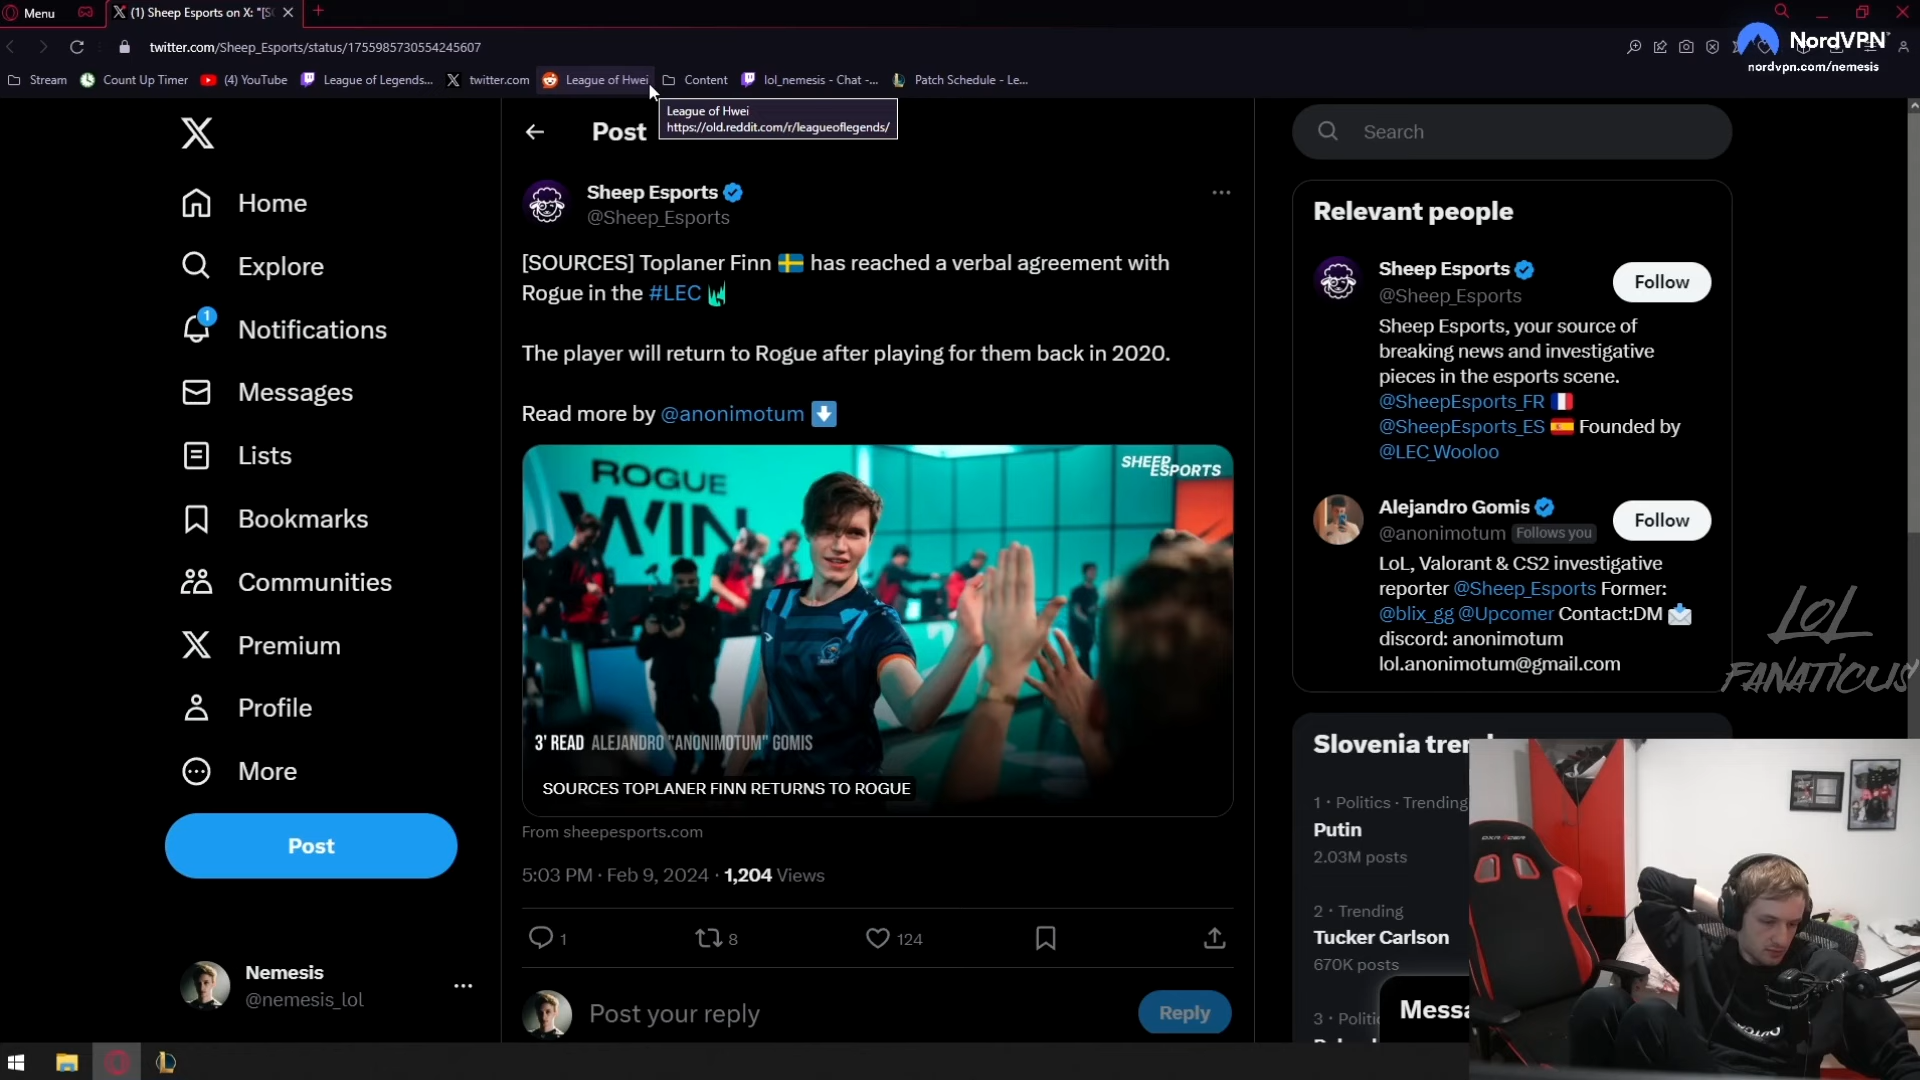 Menu
(1) Sheep Esports on X: "[S
twitter.com/Sheep_Esports/status/1755985730554245607
NordVPN
nordvpn.com/nemesis
Stream
Count Up Timer
(4) YouTube
League of Legends...
twitter.com
League of Hwei
Content
lol_nemesis - Chat -...
Patch Schedule - Le...
League of Hwei
https://old.reddit.com/r/leagueoflegends/
Home
Explore
1
Notifications
Messages
Lists
Bookmarks
Communities
Premium
Profile
More
Post
Nemesis
@nemesis_lol
Post
Sheep Esports
@Sheep_Esports
[SOURCES] Toplaner Finn 🇸🇪 has reached a verbal agreement with
Rogue in the #LEC
The player will return to Rogue after playing for them back in 2020.
Read more by @anonimotum ⬇️
ROGUE
WIN
SHEEP
ESPORTS
3' READ ALEJANDRO "ANONIMOTUM" GOMIS
SOURCES TOPLANER FINN RETURNS TO ROGUE
From sheepesports.com
5:03 PM · Feb 9, 2024 · 1,204 Views
1
8
124
Post your reply
Reply
Search
Relevant people
Sheep Esports
@Sheep_Esports
Follow
Sheep Esports, your source of
breaking news and investigative
pieces in the esports scene.
@SheepEsports_FR 🇫🇷
@SheepEsports_ES 🇪🇸 Founded by
@LEC_Wooloo
Alejandro Gomis
@anonimotum Follows you
Follow
LoL, Valorant & CS2 investigative
reporter @Sheep_Esports Former:
@blix_gg @Upcomer Contact:DM 📩
discord: anonimotum
lol.anonimotum@gmail.com
LOL
FANATICUS
Slovenia tre
1 · Politics · Trending
Putin
2.03M posts
2 · Trending
Tucker Carlson
670K posts
3 · Politi
Messa